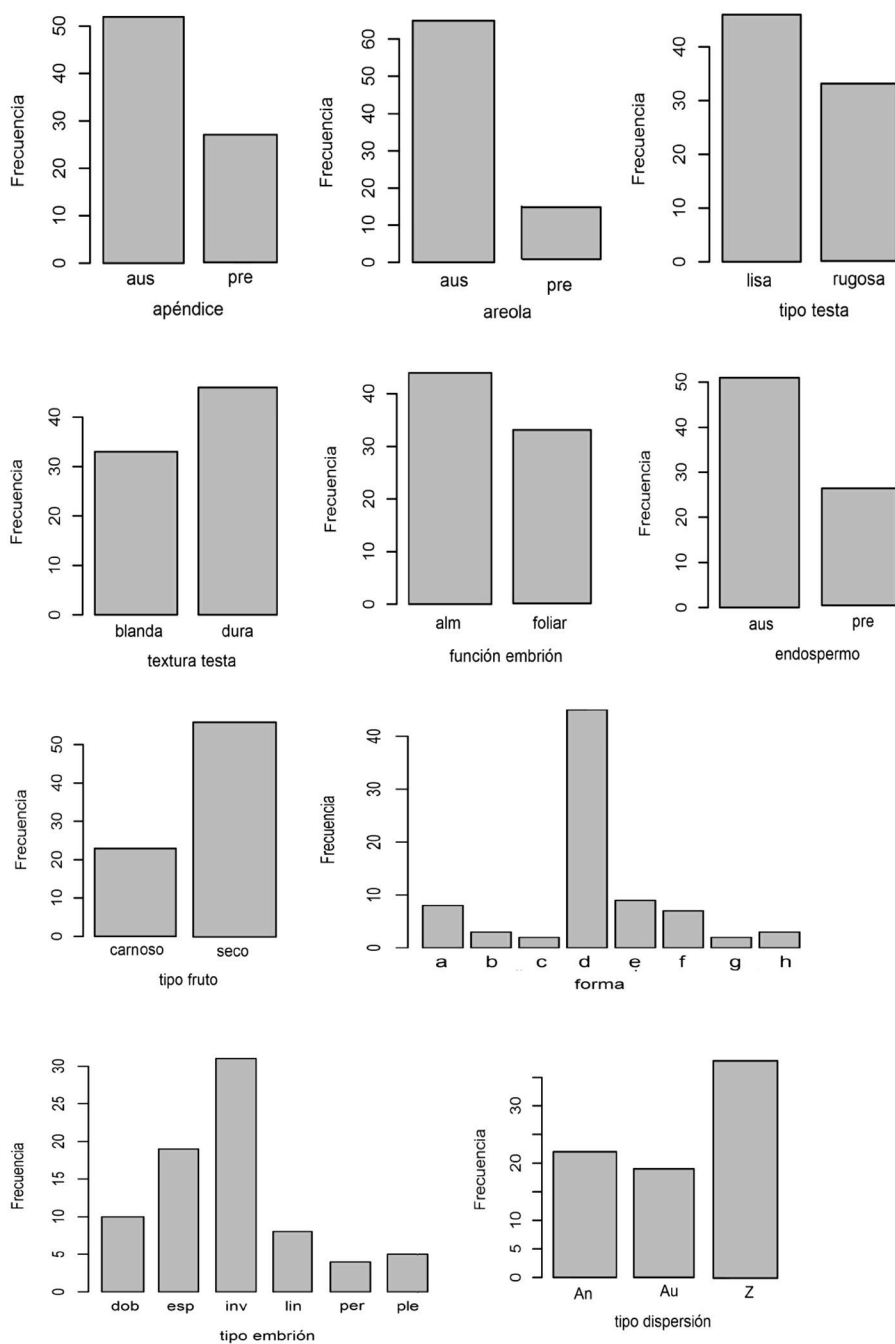 Frecuencia
0 10 20 30 40 50
aus pre
apéndice
Frecuencia
0 10 20 30 40 50 60
aus pre
areola
Frecuencia
0 10 20 30 40
lisa rugosa
tipo testa
Frecuencia
0 10 20 30 40
blanda dura
textura testa
Frecuencia
0 10 20 30 40
alm foliar
función embrión
Frecuencia
0 10 20 30 40 50
aus pre
endospermo
Frecuencia
0 10 20 30 40 50
carnoso seco
tipo fruto
Frecuencia
0 10 20 30 40
a b c d e f g h
forma
Frecuencia
0 5 10 15 20 25 30
dob esp inv lin per ple
tipo embrión
Frecuencia
0 5 10 20 30
An Au Z
tipo dispersión